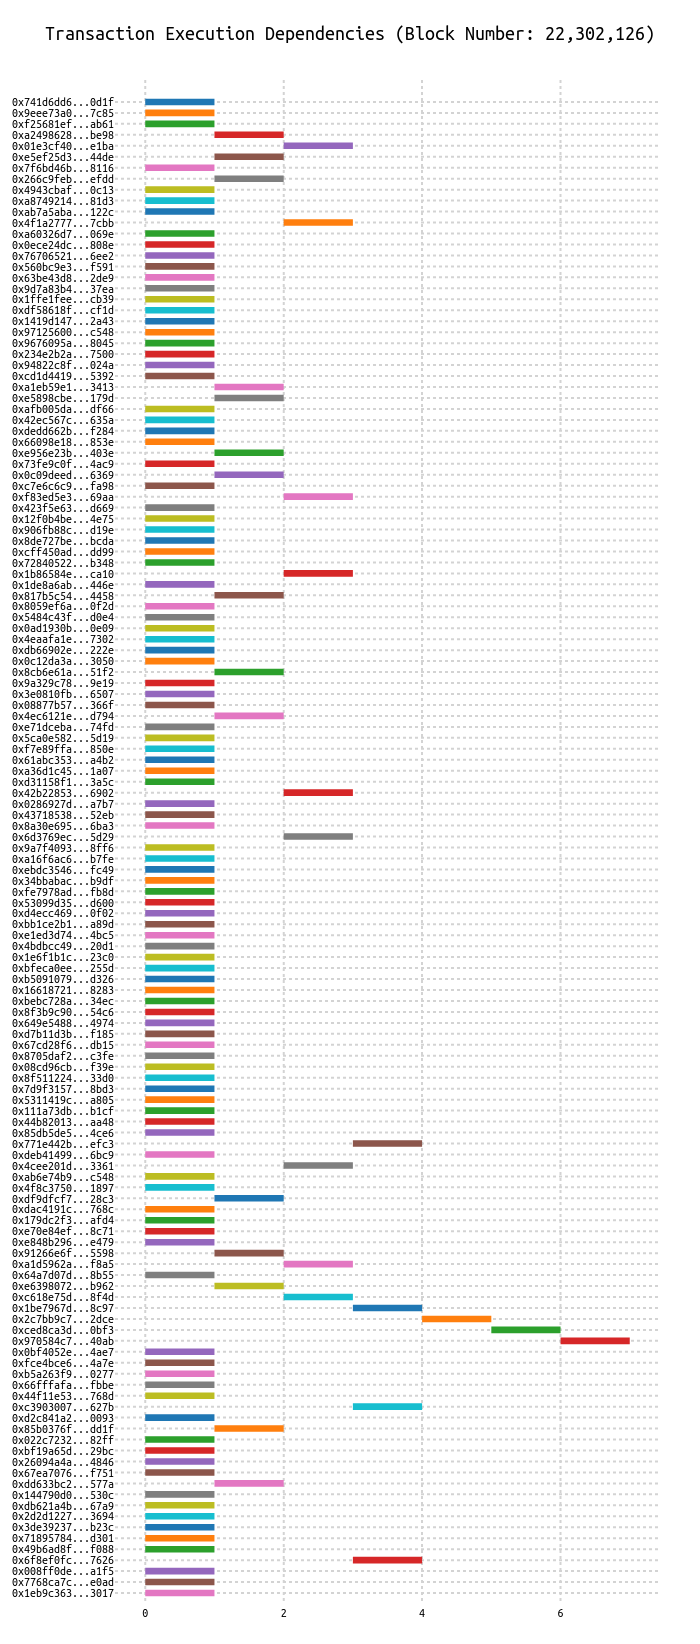 Transaction Execution Dependencies (Block Number: 22,302,126)
0x741d6dd6...0d1f
0x9eee73a0...7c85
0xf25681ef...ab61
0xa2498628...be98
0x01e3cf40...e1ba
0xe5ef25d3...44de
0x7f6bd46b...8116
0x266c9feb...efdd
0x4943cbaf...0c13
0xa8749214...81d3
0xab7a5aba...122c
0x4f1a2777...7cbb
0xa60326d7...069e
0x0ece24dc...808e
0x76706521...6ee2
0x560bc9e3...f591
0x63be43d8...2de9
0x9d7a83b4...37ea
0x1ffe1fee...cb39
0xdf58618f...cf1d
0x1419d147...2a43
0x97125600...c548
0x9676095a...8045
0x234e2b2a...7500
0x94822c8f...024a
0xcd1d4419...5392
0xa1eb59e1...3413
0xe5898cbe...179d
0xafb005da...df66
0x42ec567c...635a
0xdedd662b...f284
0x66098e18...853e
0xe956e23b...403e
0x73fe9c0f...4ac9
0x0c09deed...6369
0xc7e6c6c9...fa98
0xf83ed5e3...69aa
0x423f5e63...d669
0x12f0b4be...4e75
0x906fb88c...d19e
0x8de727be...bcda
0xcff450ad...dd99
0x72840522...b348
0x1b86584e...ca10
0x1de8a6ab...446e
0x817b5c54...4458
0x8059ef6a...0f2d
0x5484c43f...d0e4
0x0ad1930b...0e09
0x4eaafa1e...7302
0xdb66902e...222e
0x0c12da3a...3050
0x8cb6e61a...51f2
0x9a329c78...9e19
0x3e0810fb...6507
0x08877b57...366f
0x4ec6121e...d794
0xe71dceba...74fd
0x5ca0e582...5d19
0xf7e89ffa...850e
0x61abc353...a4b2
0xa36d1c45...1a07
0xd31158f1...3a5c
0x42b22853...6902
0x0286927d...a7b7
0x43718538...52eb
0x8a30e695...6ba3
0x6d3769ec...5d29
0x9a7f4093...8ff6
0xa16f6ac6...b7fe
0xebdc3546...fc49
0x34bbabac...b9df
0xfe7978ad...fb8d
0x53099d35...d600
0xd4ecc469...0f02
0xbb1ce2b1...a89d
0xe1ed3d74...4bc5
0x4bdbcc49...20d1
0x1e6f1b1c...23c0
0xbfeca0ee...255d
0xb5091079...d326
0x16618721...8283
0xbebc728a...34ec
0x8f3b9c90...54c6
0x649e5488...4974
0xd7b11d3b...f185
0x67cd28f6...db15
0x8705daf2...c3fe
0x08cd96cb...f39e
0x8f511224...33d0
0x7d9f3157...8bd3
0x5311419c...a805
0x111a73db...b1cf
0x44b82013...aa48
0x85db5de5...4ce6
0x771e442b...efc3
0xdeb41499...6bc9
0x4cee201d...3361
0xab6e74b9...c548
0x4f8c3750...1897
0xdf9dfcf7...28c3
0xdac4191c...768c
0x179dc2f3...afd4
0xe70e84ef...8c71
0xe848b296...e479
0x91266e6f...5598
0xa1d5962a...f8a5
0x64a7d07d...8b55
0xe6398072...b962
0xc618e75d...8f4d
0x1be7967d...8c97
0x2c7bb9c7...2dce
0xced8ca3d...0bf3
0x970584c7...40ab
0x0bf4052e...4ae7
0xfce4bce6...4a7e
0xb5a263f9...0277
0x66fffafa...fbbe
0x44f11e53...768d
0xc3903007...627b
0xd2c841a2...0093
0x85b0376f...dd1f
0x022c7232...82ff
0xbf19a65d...29bc
0x26094a4a...4846
0x67ea7076...f751
0xdd633bc2...577a
0x144790d0...530c
0xdb621a4b...67a9
0x2d2d1227...3694
0x3de39237...b23c
0x71895784...d301
0x49b6ad8f...f088
0x6f8ef0fc...7626
0x008ff0de...a1f5
0x7768ca7c...e0ad
0x1eb9c363...3017
0 2 4 6